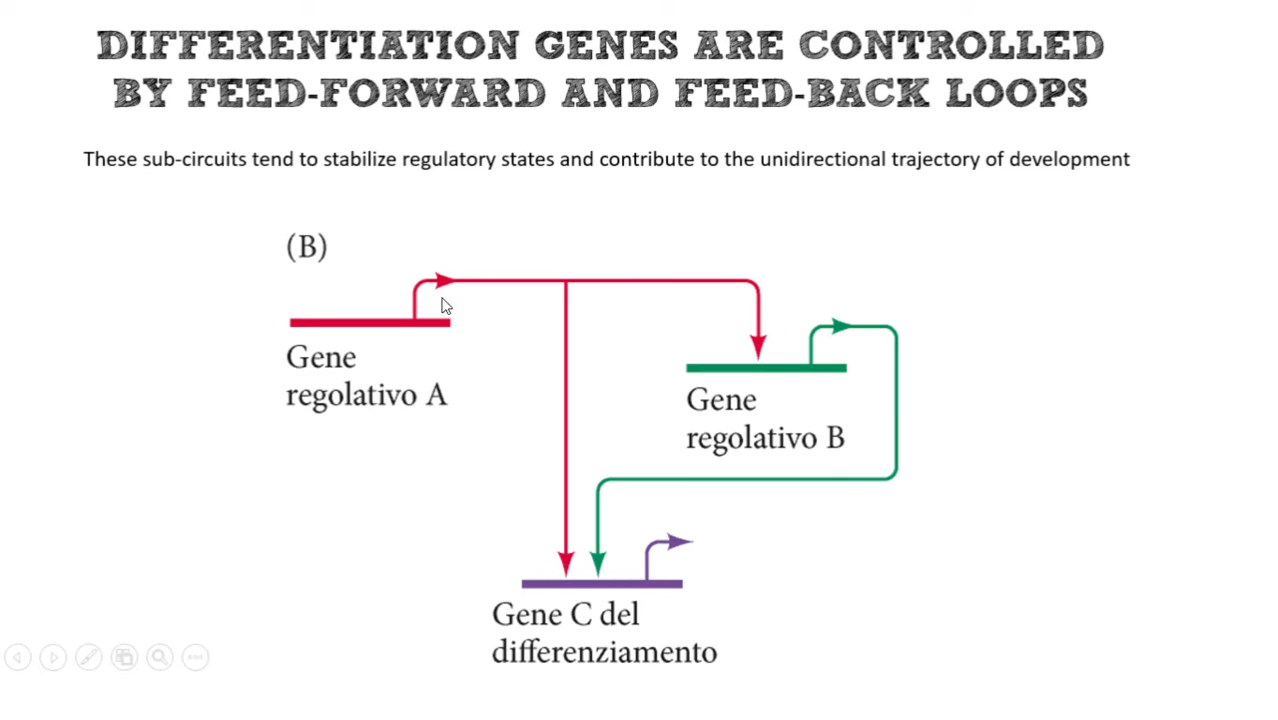 DIFFERENTIATION GENES ARE CONTROLLED
BY FEED-FORWARD AND FEED-BACK LOOPS
These sub-circuits tend to stabilize regulatory states and contribute to the unidirectional trajectory of development
(B)
Gene
regolativo A
Gene
regolativo B
Gene C del
differenziamento